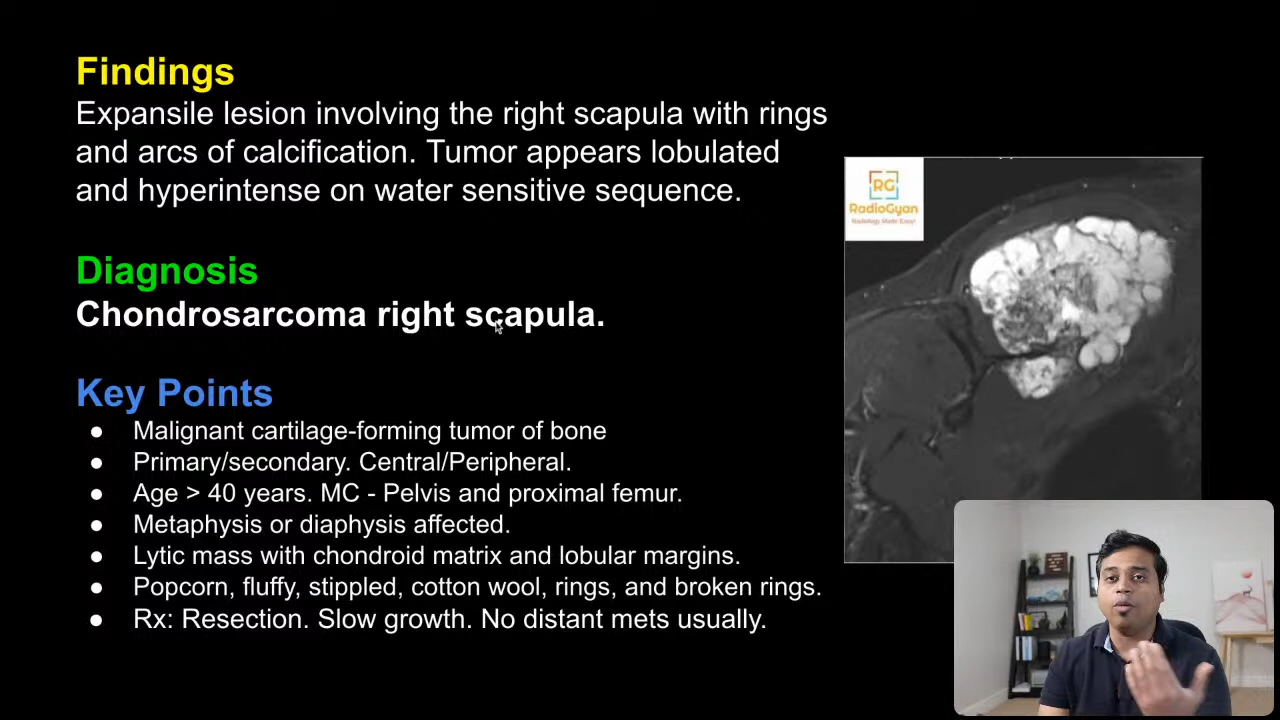 Findings
Expansile lesion involving the right scapula with rings
and arcs of calcification. Tumor appears lobulated
and hyperintense on water sensitive sequence.
Diagnosis
Chondrosarcoma right scapula.
Key Points
● Malignant cartilage-forming tumor of bone
● Primary/secondary. Central/Peripheral.
● Age > 40 years. MC - Pelvis and proximal femur.
● Metaphysis or diaphysis affected.
● Lytic mass with chondroid matrix and lobular margins.
● Popcorn, fluffy, stippled, cotton wool, rings, and broken rings.
● Rx: Resection. Slow growth. No distant mets usually.
RG
RadioGyan
Radiology Made Easy!